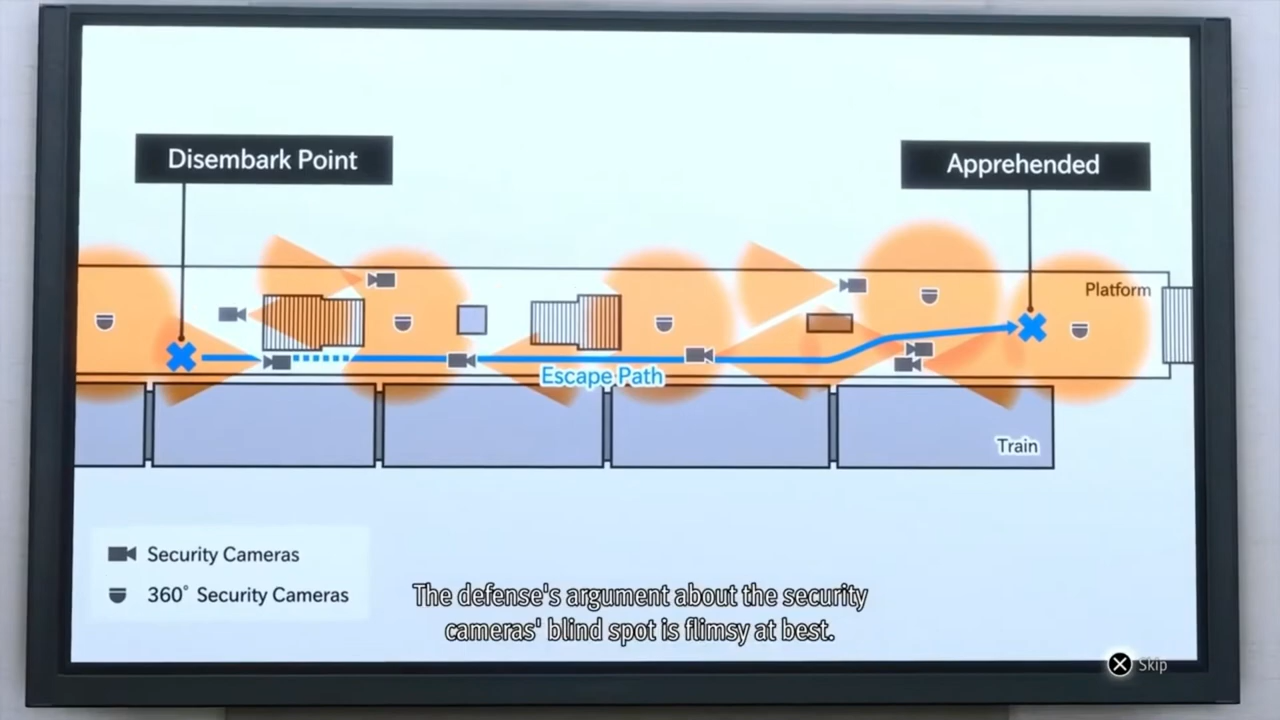 Disembark Point
Apprehended
Platform
Escape Path
Train
Security Cameras
360° Security Cameras
The defense's argument about the security
cameras' blind spot is flimsy at best.
Skip